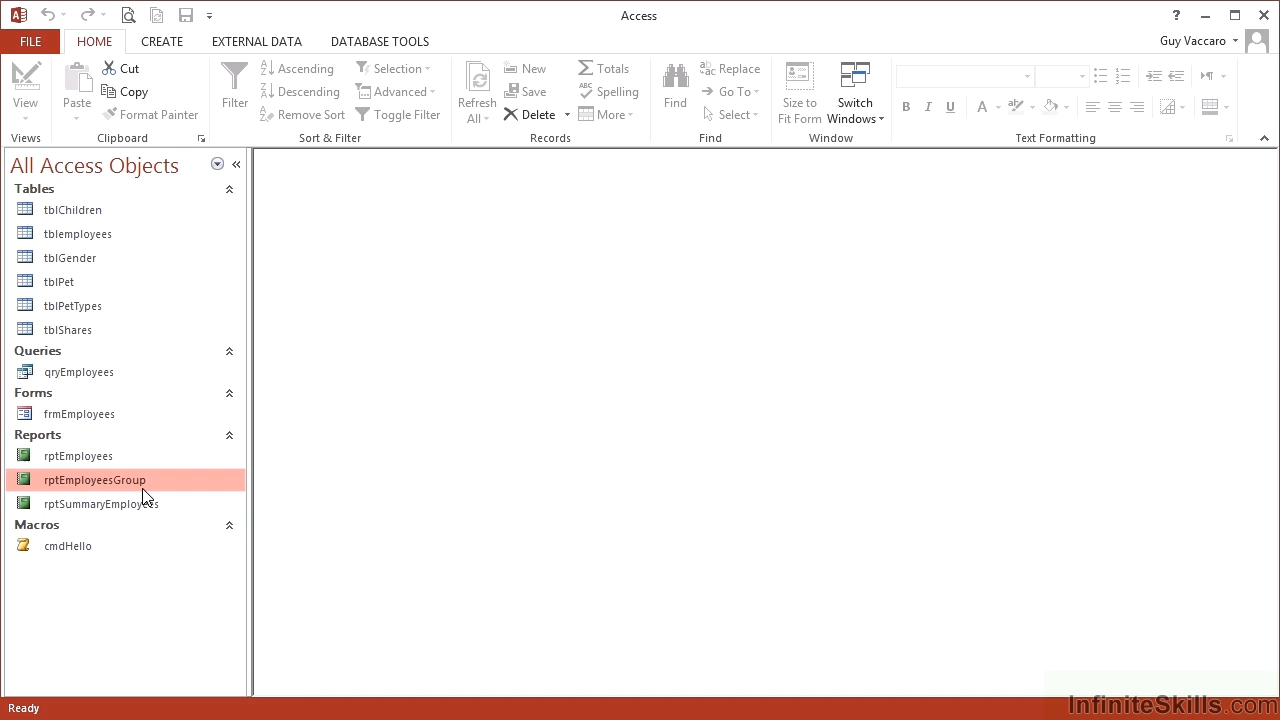 Access
?
FILE
HOME
CREATE
EXTERNAL DATA
DATABASE TOOLS
Guy Vaccaro
View
Views
Paste
Cut
Copy
Format Painter
Clipboard
Filter
Ascending
Descending
Remove Sort
Selection
Sort & Filter
Refresh
All
New
Save
Delete
Totals
Spelling
More
Records
Find
Replace
Go To
Select
Find
Size to
Fit Form
Switch
Windows
Window
B I U A
Text Formatting
All Access Objects
Tables
tblChildren
tblemployees
tblGender
tblPet
tblPetTypes
tblShares
Queries
qryEmployees
Forms
frmEmployees
Reports
rptEmployees
rptEmployeesGroup
rptSummaryEmployees
Macros
cmdHello
Ready
InfiniteSkills.com